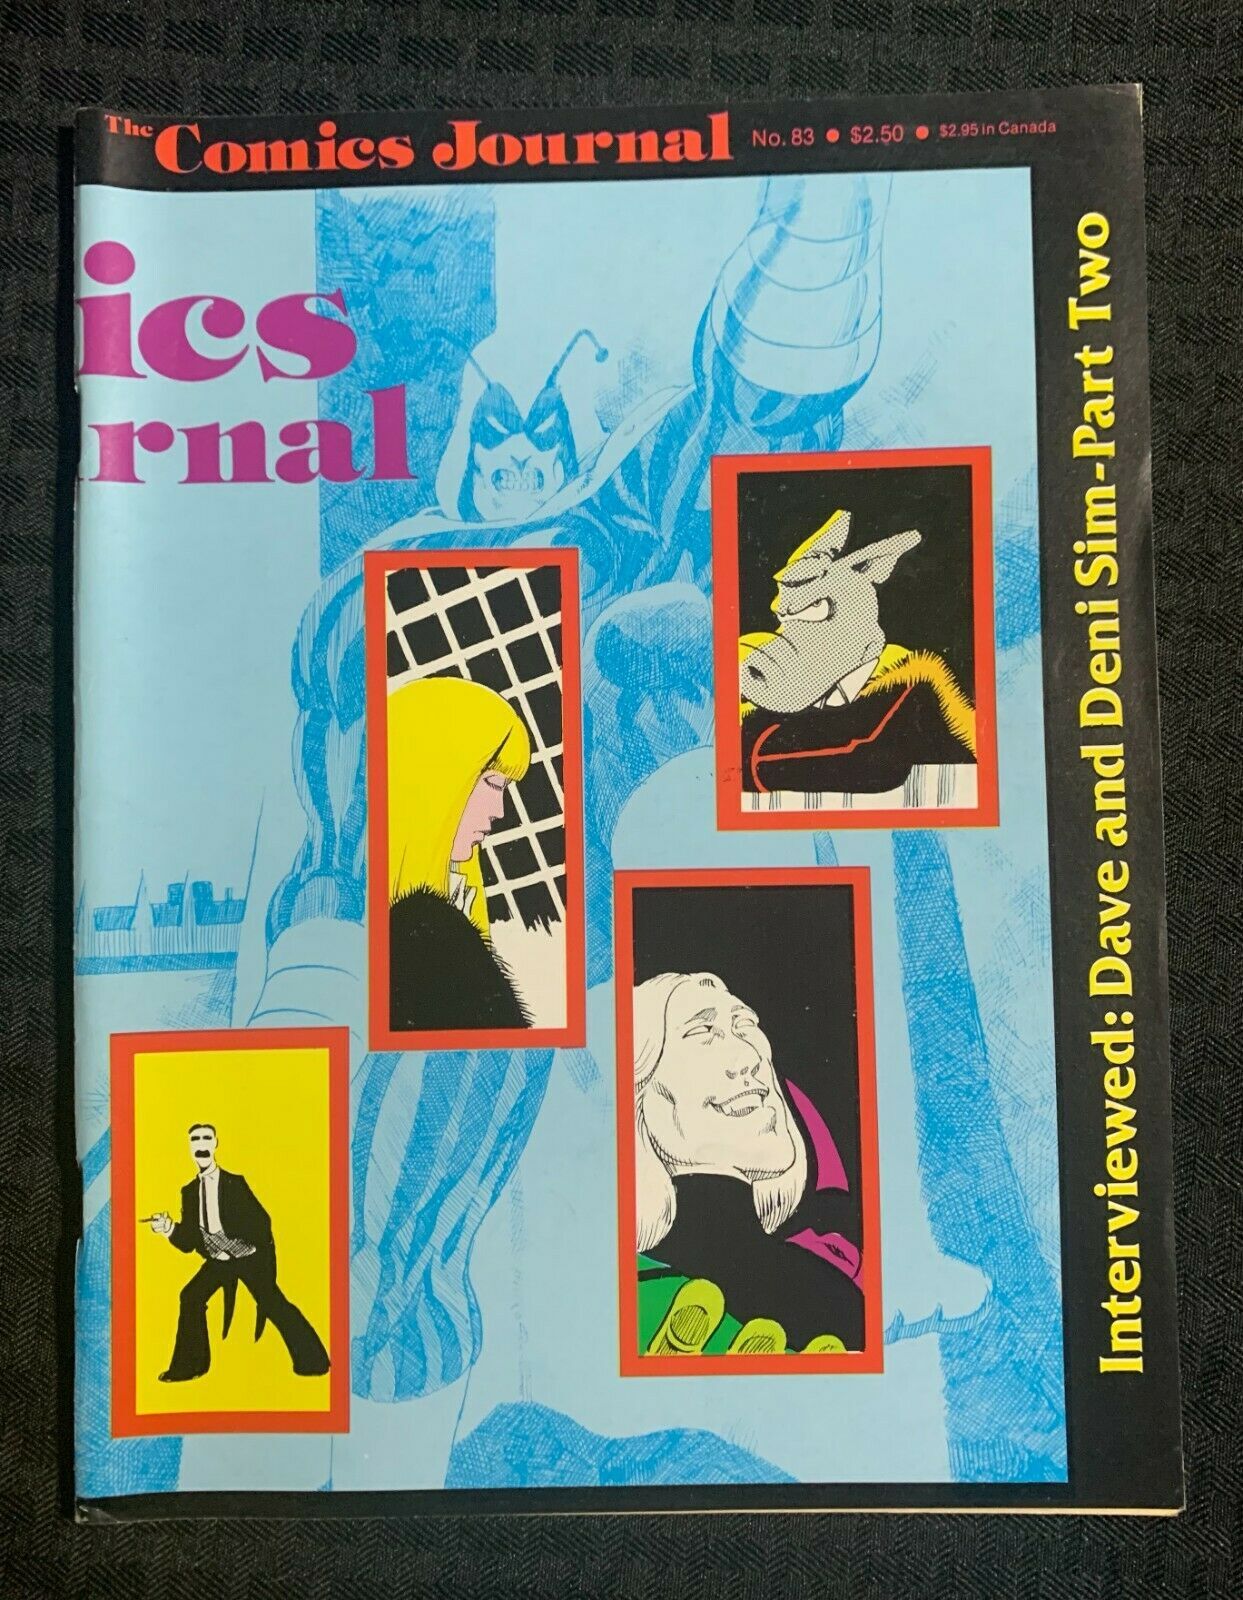 The Comics Journal No. 83 • $2.50 • $2.95 in Canada
ics
rnal
Interviewed: Dave and Deni Sim-Part Two